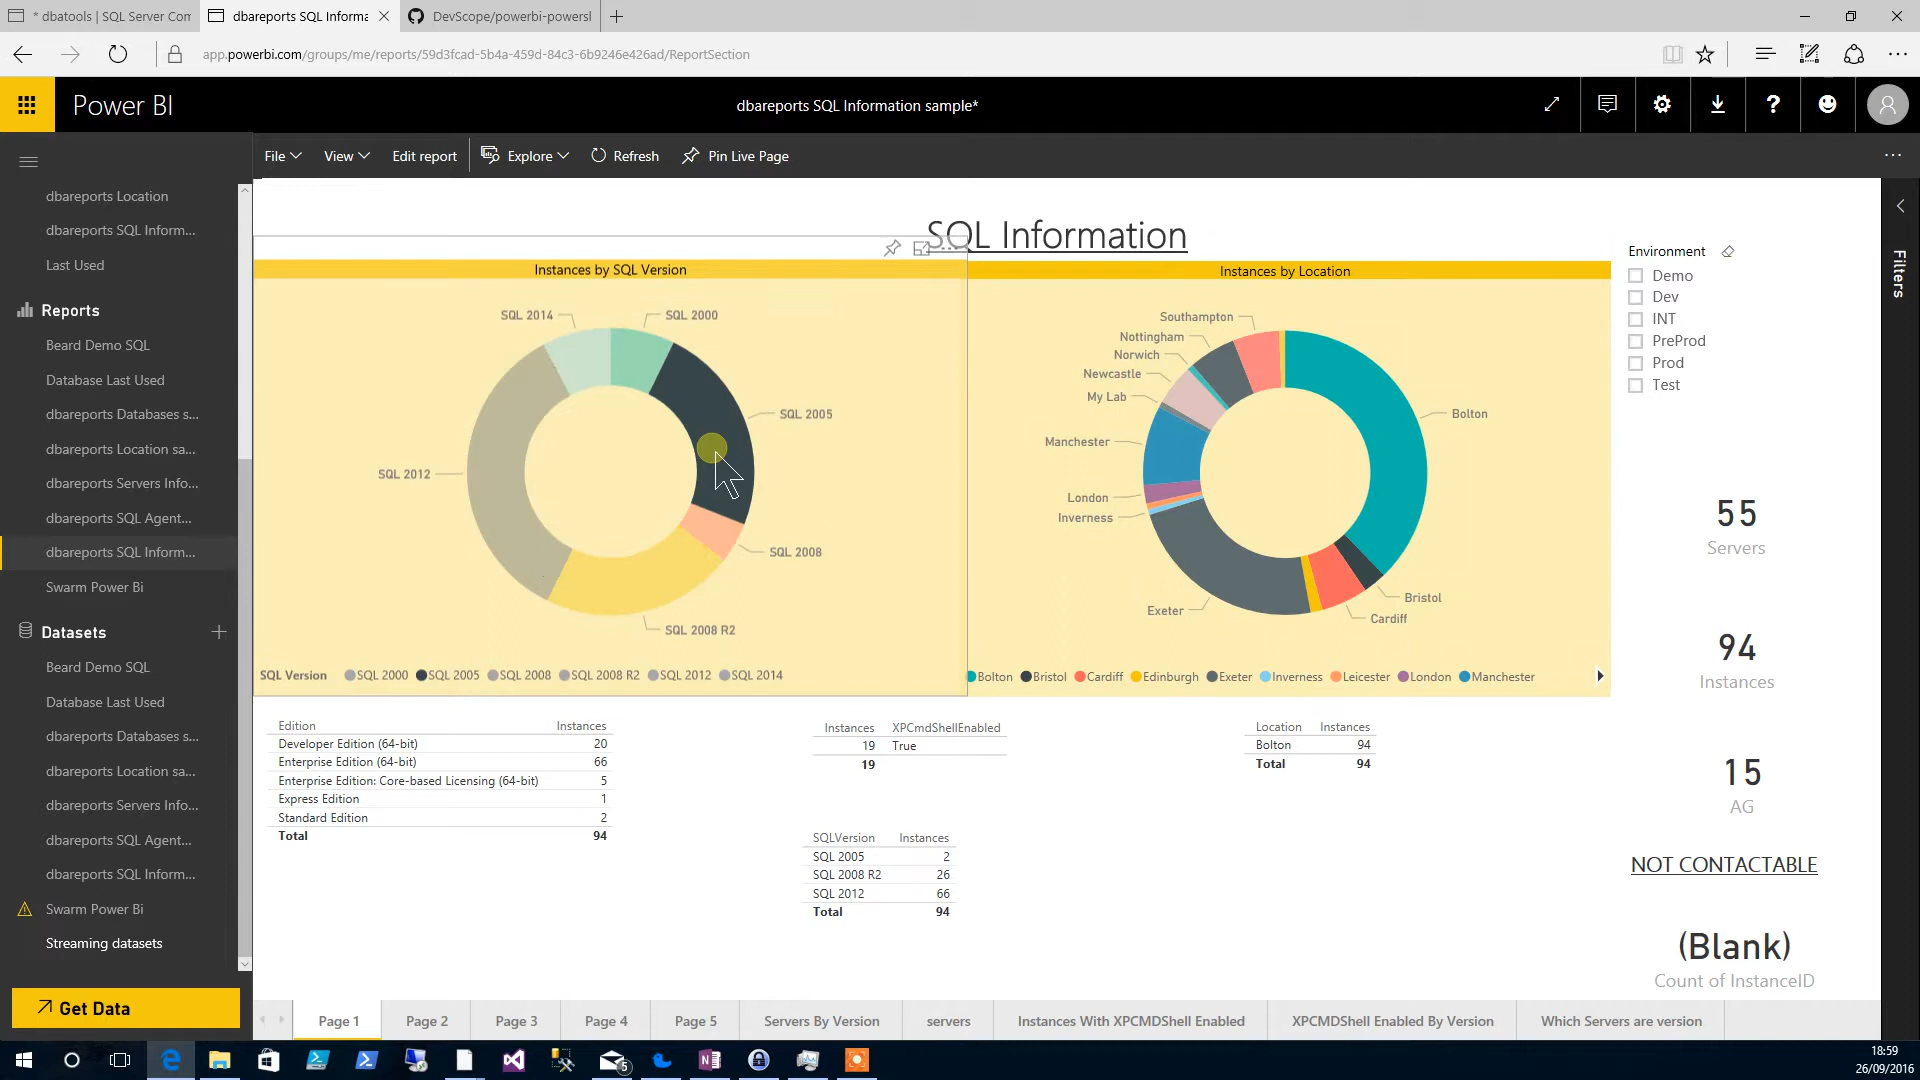 * dbatools | SQL Server Com
dbareports SQL Informa
DevScope/powerbi-powersl
app.powerbi.com/groups/me/reports/59d3fcad-5b4a-459d-84c3-6b9246e426ad/ReportSection
Power BI
dbareports SQL Information sample*
File
View
Edit report
Explore
Refresh
Pin Live Page
dbareports Location
dbareports SQL Inform...
Last Used
Reports
Beard Demo SQL
Database Last Used
dbareports Databases s...
dbareports Location sa...
dbareports Servers Info...
dbareports SQL Agent...
dbareports SQL Inform...
Swarm Power Bi
Datasets
Beard Demo SQL
Database Last Used
dbareports Databases s...
dbareports Location sa...
dbareports Servers Info...
dbareports SQL Agent...
dbareports SQL Inform...
Swarm Power Bi
Streaming datasets
Get Data
SQL Information
Instances by SQL Version
SQL 2014
SQL 2000
SQL 2005
SQL 2012
SQL 2008
SQL 2008 R2
SQL Version SQL 2000 SQL 2005 SQL 2008 SQL 2008 R2 SQL 2012 SQL 2014
Instances by Location
Southampton
Nottingham
Norwich
Newcastle
My Lab
Manchester
London
Inverness
Exeter
Bolton
Bristol
Cardiff
Bolton Bristol Cardiff Edinburgh Exeter Inverness Leicester London Manchester
Environment
Demo
Dev
INT
PreProd
Prod
Test
Filters
55
Servers
94
Instances
15
AG
NOT CONTACTABLE
(Blank)
Count of InstanceID
Edition Instances
Developer Edition (64-bit) 20
Enterprise Edition (64-bit) 66
Enterprise Edition: Core-based Licensing (64-bit) 5
Express Edition 1
Standard Edition 2
Total 94
Instances XPCmdShellEnabled
19 True
19
SQLVersion Instances
SQL 2005 2
SQL 2008 R2 26
SQL 2012 66
Total 94
Location Instances
Bolton 94
Total 94
Page 1
Page 2
Page 3
Page 4
Page 5
Servers By Version
servers
Instances With XPCMDShell Enabled
XPCMDShell Enabled By Version
Which Servers are version
5
18:59
26/09/2016